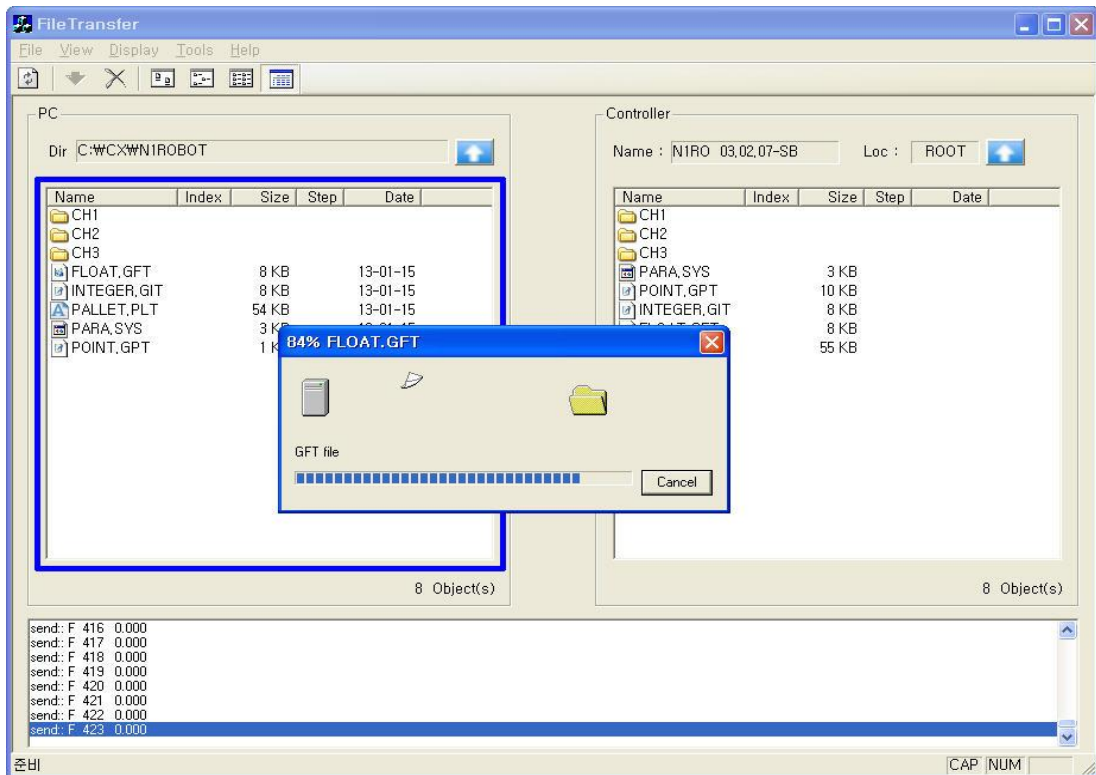 FileTransfer
File View Display Tools Help
PC
Dir C:₩CX₩N1ROBOT
Name Index Size Step Date
CH1
CH2
CH3
FLOAT.GFT 8 KB 13-01-15
INTEGER.GIT 8 KB 13-01-15
PALLET.PLT 54 KB 13-01-15
PARA.SYS 3 KB
POINT.GPT 1
8 Object(s)
Controller
Name : N1RO 03.02.07-SB Loc : ROOT
Name Index Size Step Date
CH1
CH2
CH3
PARA.SYS 3 KB
POINT.GPT 10 KB
INTEGER.GIT 8 KB
8 KB
55 KB
8 Object(s)
84% FLOAT.GFT
GFT file
Cancel
send:: F 416 0.000
send:: F 417 0.000
send:: F 418 0.000
send:: F 419 0.000
send:: F 420 0.000
send:: F 421 0.000
send:: F 422 0.000
send:: F 423 0.000
준비 CAP NUM